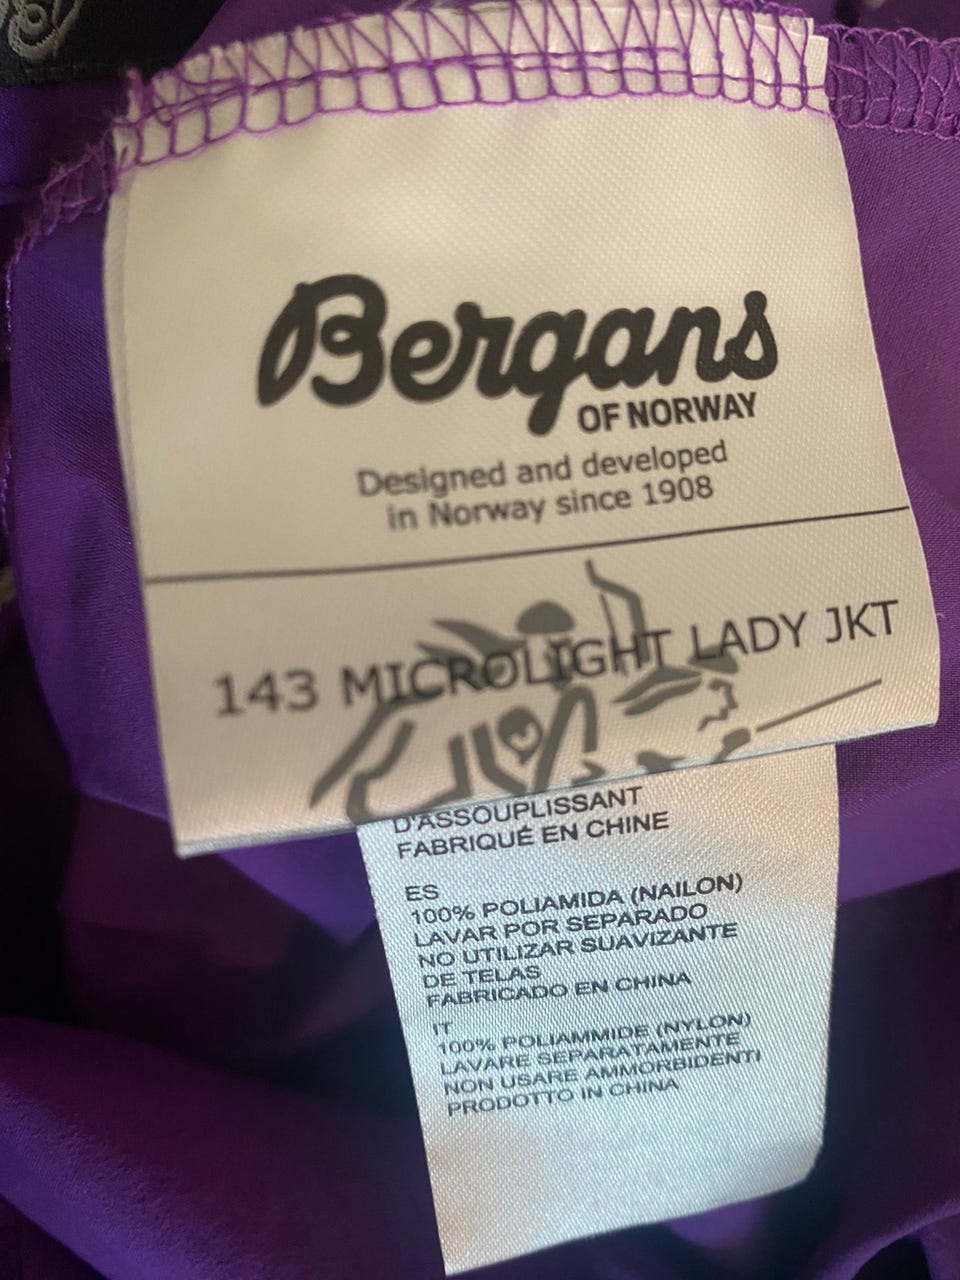 Bergans
OF NORWAY
Designed and developed
in Norway since 1908
143 MICROLIGHT LADY JKT
D'ASSOUPLISSANT
FABRIQUÉ EN CHINE
ES
100% POLIAMIDA (NAILON)
LAVAR POR SEPARADO
NO UTILIZAR SUAVIZANTE
DE TELAS
FABRICADO EN CHINA
IT
100% POLIAMMIDE (NYLON)
LAVARE SEPARATAMENTE
NON USARE AMMORBIDENTI
PRODOTTO IN CHINA